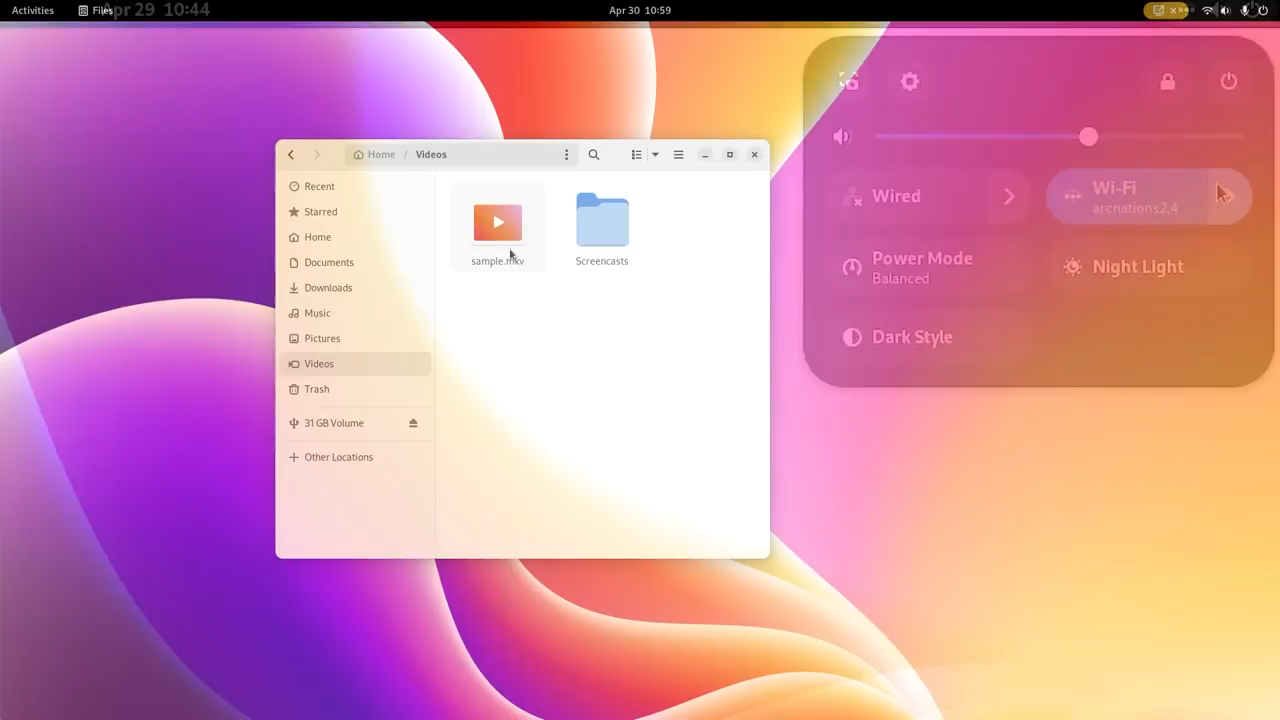 Activities
Files
Apr 29 10:44
Apr 30 10:59
Home / Videos
Recent
Starred
Home
Documents
Downloads
Music
Pictures
Videos
Trash
31 GB Volume
Other Locations
sample.mkv
Screencasts
Wired
Wi-Fi
arcnations2.4
Power Mode
Balanced
Night Light
Dark Style